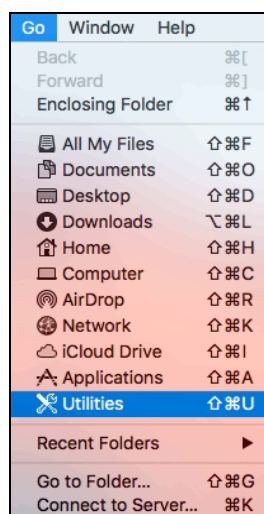 Go Window Help
Back ⌘[
Forward ⌘]
Enclosing Folder ⌘↑
All My Files ⇧⌘F
Documents ⇧⌘O
Desktop ⇧⌘D
Downloads ⌥⌘L
Home ⇧⌘H
Computer ⇧⌘C
AirDrop ⇧⌘R
Network ⇧⌘K
iCloud Drive ⇧⌘I
Applications ⇧⌘A
Utilities ⇧⌘U
Recent Folders ▶
Go to Folder... ⇧⌘G
Connect to Server... ⌘K